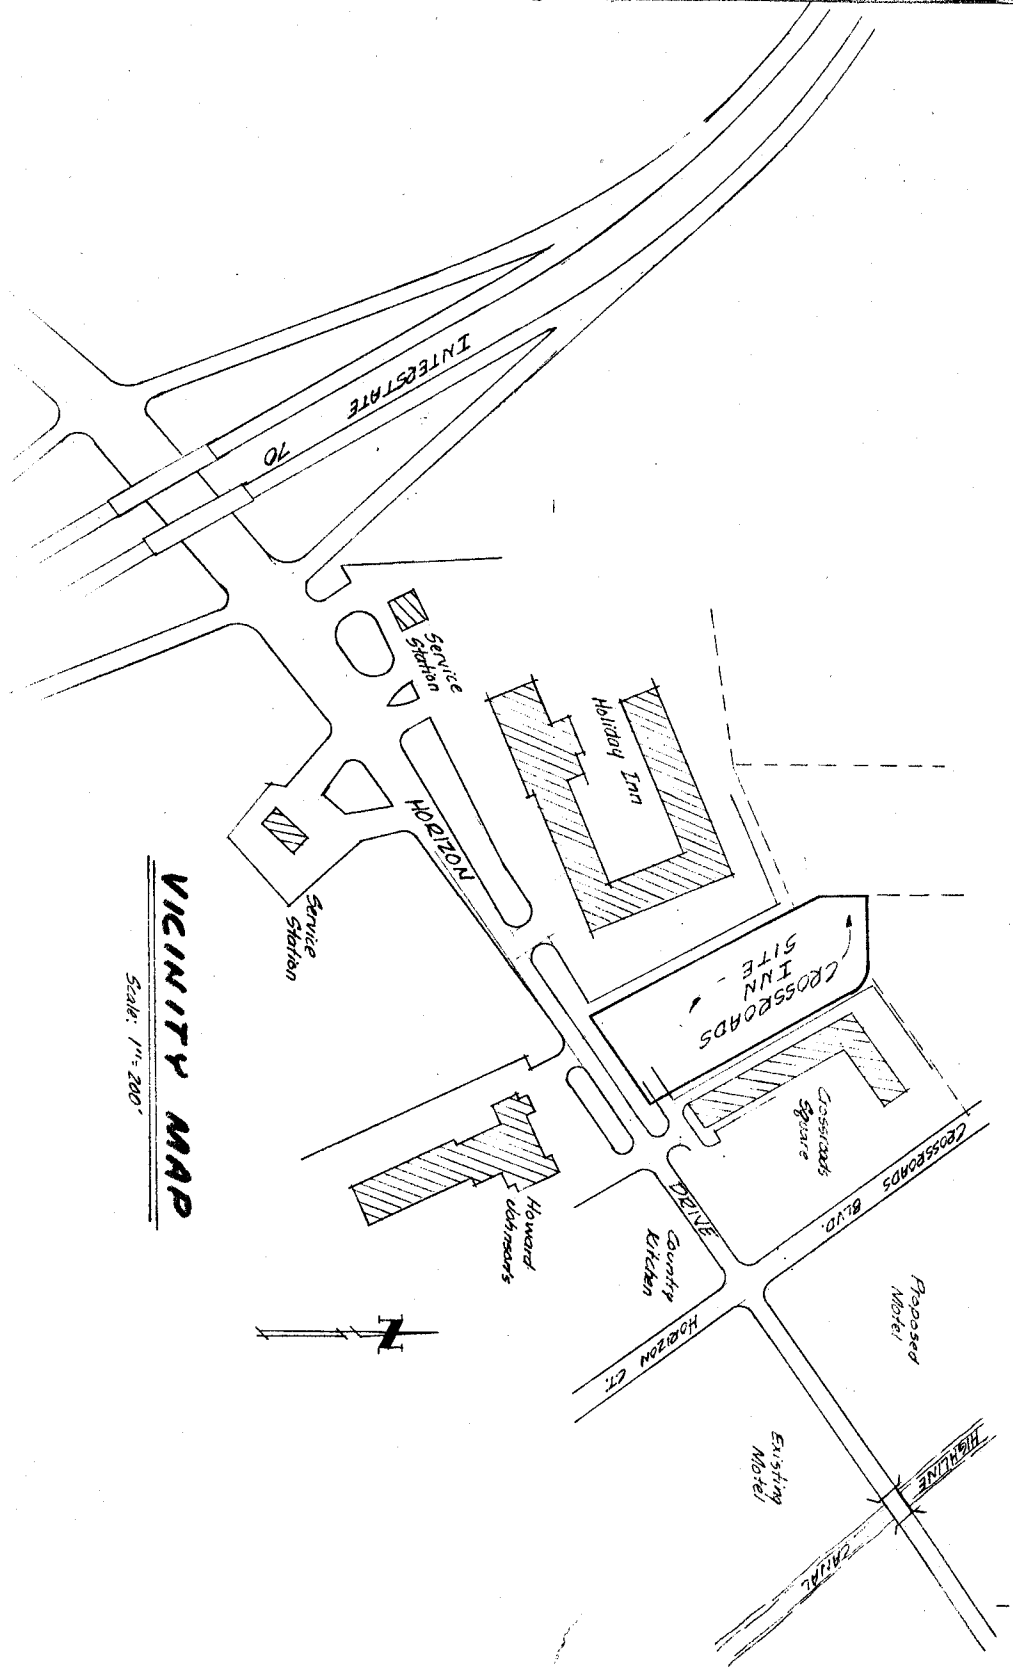 INTERSTATE
70
Service
Station
Holiday Inn
HORIZON
Service
Station
CROSSROADS
INN
SITE -
Crossroads
Square
CROSSROADS
BLVD.
DRIVE
Howard
Johnson's
Country
Kitchen
HORIZON CT.
Proposed
Motel
Existing
Motel
HIGHLINE
CANAL
N
VICINITY MAP
Scale: 1"= 200'